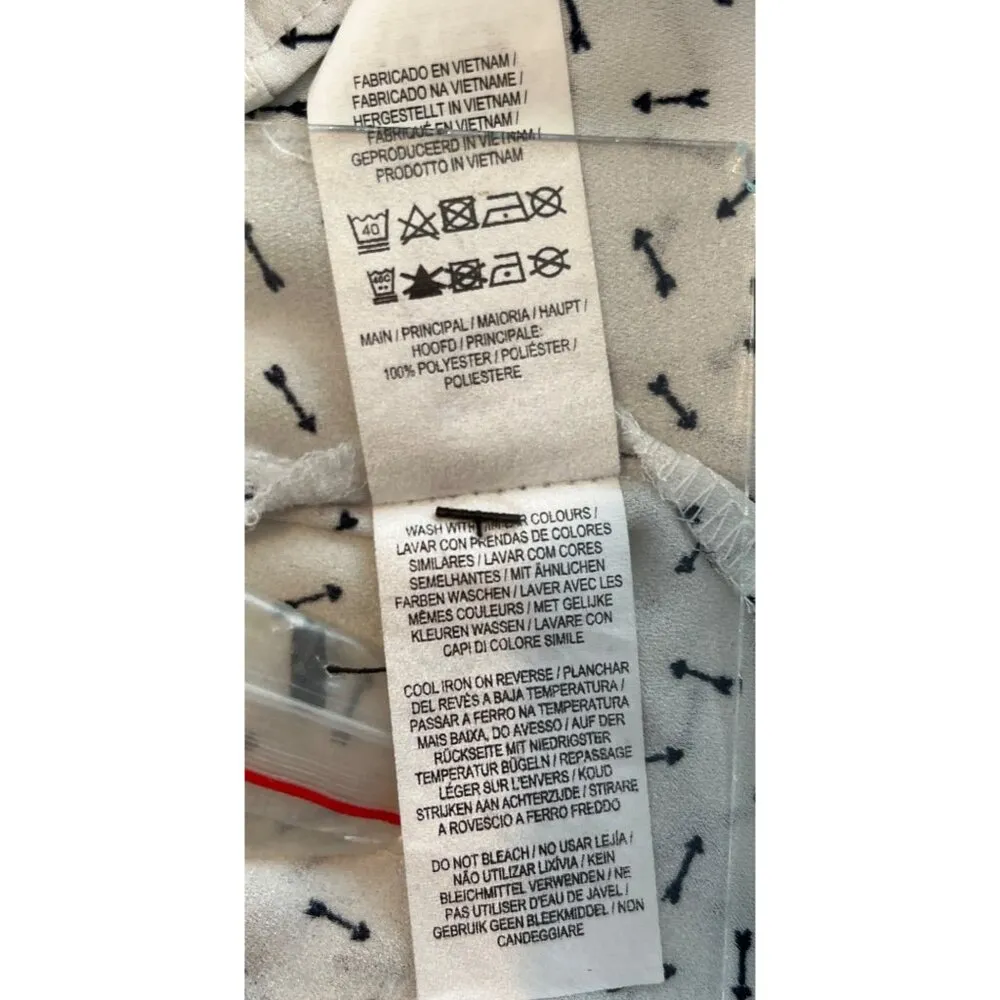 FABRICADO EN VIETNAM /
FABRICADO NA VIETNAME /
HERGESTELLT IN VIETNAM /
FABRIQUÉ EN VIETNAM /
GEPRODUCEERD IN VIETNAM /
PRODOTTO IN VIETNAM
40
40C
MAIN / PRINCIPAL / MAIORIA / HAUPT /
HOOFD / PRINCIPALE:
100% POLYESTER / POLIÉSTER /
POLIESTERE
WASH WITH COLOURS /
LAVAR CON PRENDAS DE COLORES
SIMILARES / LAVAR COM CORES
SEMELHANTES / MIT ÄHNLICHEN
FARBEN WASCHEN / LAVER AVEC LES
MÊMES COULEURS / MET GELIJKE
KLEUREN WASSEN / LAVARE CON
CAPI DI COLORE SIMILE
COOL IRON ON REVERSE / PLANCHAR
DEL REVÉS A BAJA TEMPERATURA /
PASSAR A FERRO NA TEMPERATURA
MAIS BAIXA, DO AVESSO / AUF DER
RÜCKSEITE MIT NIEDRIGSTER
TEMPERATUR BÜGELN / REPASSAGE
LÉGER SUR L'ENVERS / KOUD
STRIJKEN AAN ACHTERZIJDE / STIRARE
A ROVESCIO A FERRO FREDDO
DO NOT BLEACH / NO USAR LEJÍA /
NÃO UTILIZAR LIXÍVIA / KEIN
BLEICHMITTEL VERWENDEN / NE
PAS UTILISER D'EAU DE JAVEL /
GEBRUIK GEEN BLEEKMIDDEL / NON
CANDEGGIARE